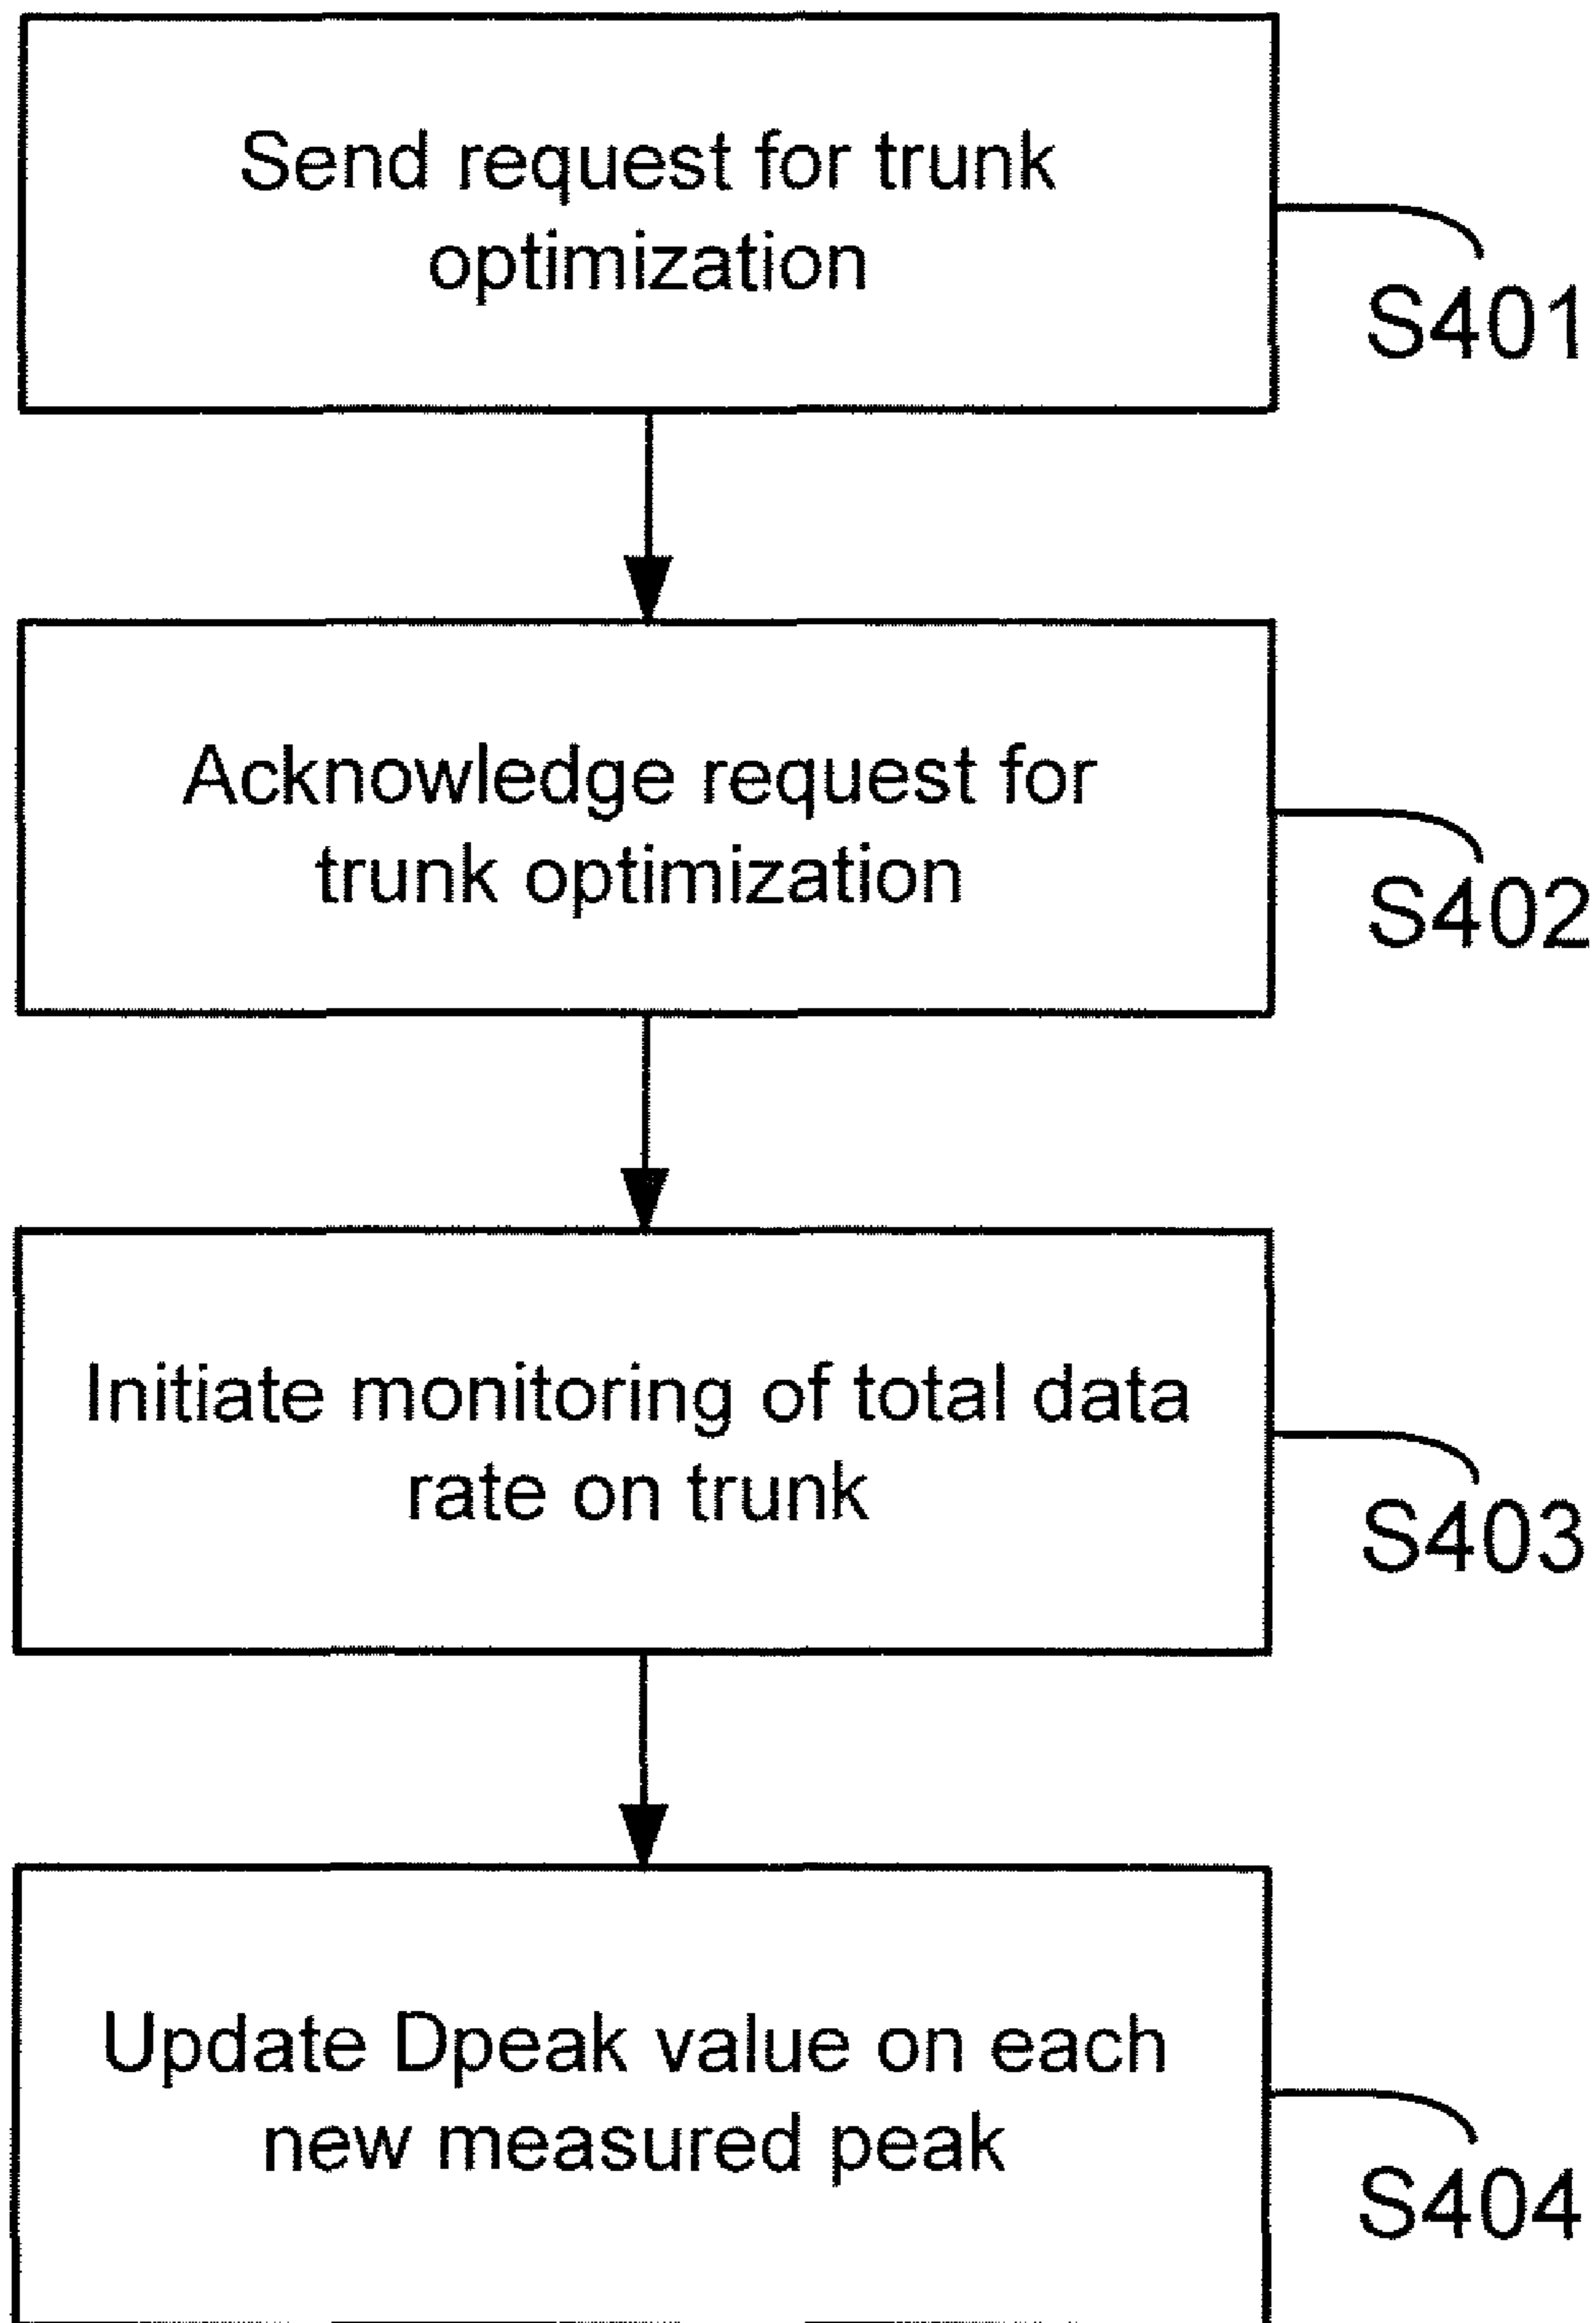 Send request for trunk
optimization
S401
Acknowledge request for
trunk optimization
S402
Initiate monitoring of total data
rate on trunk
S403
Update Dpeak value on each
new measured peak
S404